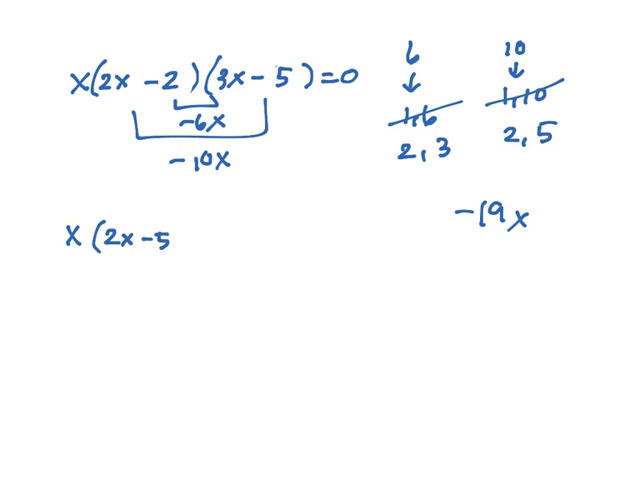 x(2x - 2)(3x - 5) = 0
-6x
-10x
6
↓
1,6
2, 3
10
↓
1,10
2, 5
-19x
x (2x - 5